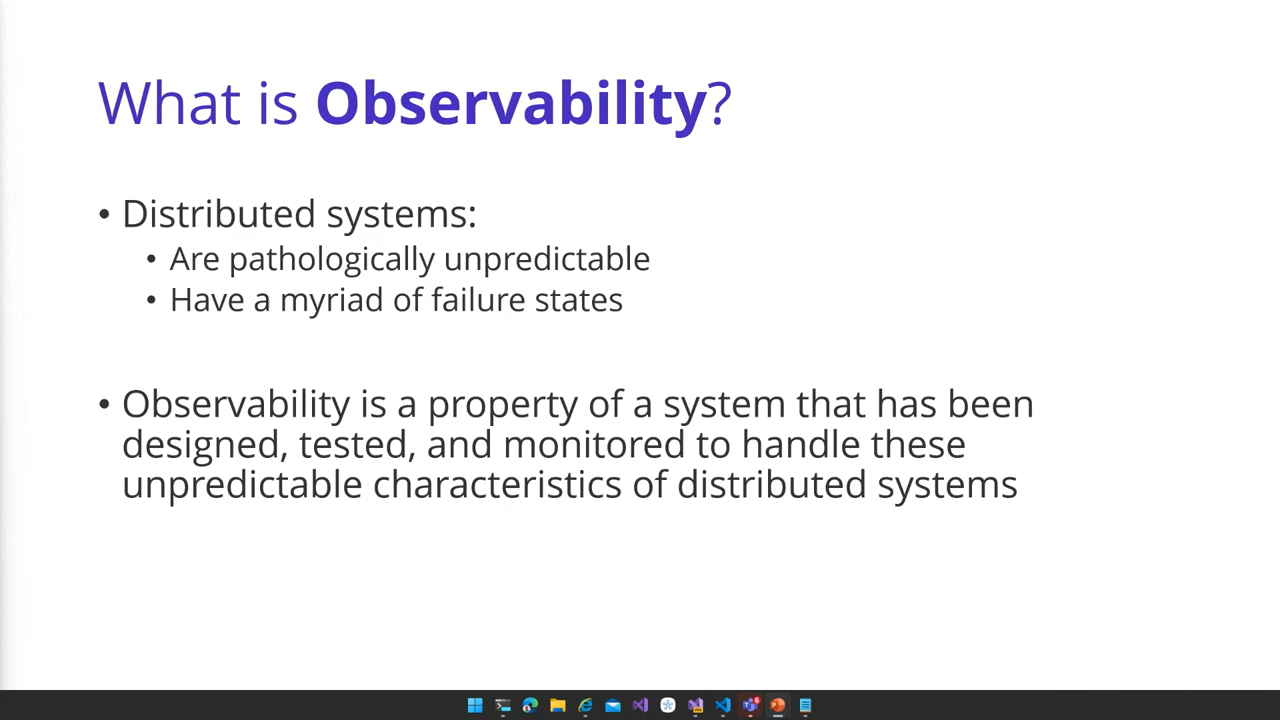 What is Observability?
• Distributed systems:
• Are pathologically unpredictable
• Have a myriad of failure states
• Observability is a property of a system that has been
designed, tested, and monitored to handle these
unpredictable characteristics of distributed systems